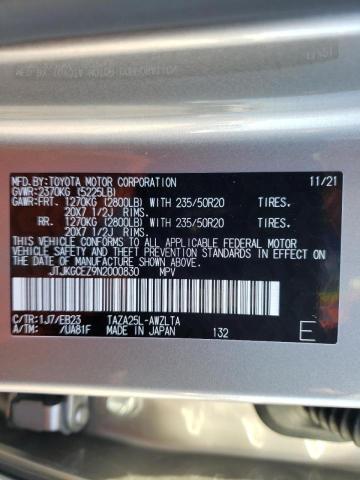 MFD.BY:TOYOTA MOTOR CORPORATION 11/21
GVWR:2370KG (5225LB)
GAWR:FRT. 1270KG (2800LB) WITH 235/50R20 TIRES,
20X7 1/2J RIMS.
RR. 1270KG (2800LB) WITH 235/50R20 TIRES,
20X7 1/2J RIMS.
THIS VEHICLE CONFORMS TO ALL APPLICABLE FEDERAL MOTOR
VEHICLE SAFETY AND THEFT PREVENTION STANDARDS IN EFFECT
ON THE DATE OF MANUFACTURE SHOWN ABOVE.
JTJKGCEZ9N2000830 MPV
C/TR:1J7/EB23 TAZA25L-AWZLTA
A/TM: /UA81F MADE IN JAPAN 132 E